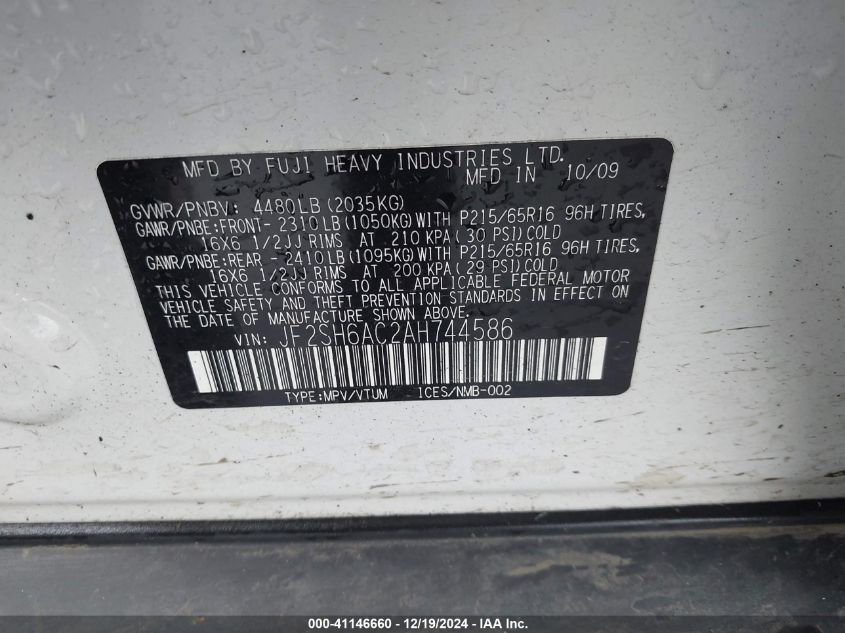 MFD BY FUJI HEAVY INDUSTRIES LTD.
MFD IN 10/09
GVWR/PNBV: 4480LB (2035KG)
GAWR/PNBE:FRONT- 2310LB(1050KG)WITH P215/65R16 96H TIRES,
16X6 1/2JJ RIMS AT 210 KPA(30 PSI)COLD
GAWR/PNBE:REAR -2410LB(1095KG)WITH P215/65R16 96H TIRES,
16X6 1/2JJ RIMS AT 200 KPA(29 PSI)COLD
THIS VEHICLE CONFORMS TO ALL APPLICABLE FEDERAL MOTOR
VEHICLE SAFETY AND THEFT PREVENTION STANDARDS IN EFFECT ON
THE DATE OF MANUFACTURE SHOWN ABOVE.
VIN: JF2SH6AC2AH744586
TYPE:MPV/VTUM ICES/NMB-002
000-41146660 - 12/19/2024 - IAA Inc.